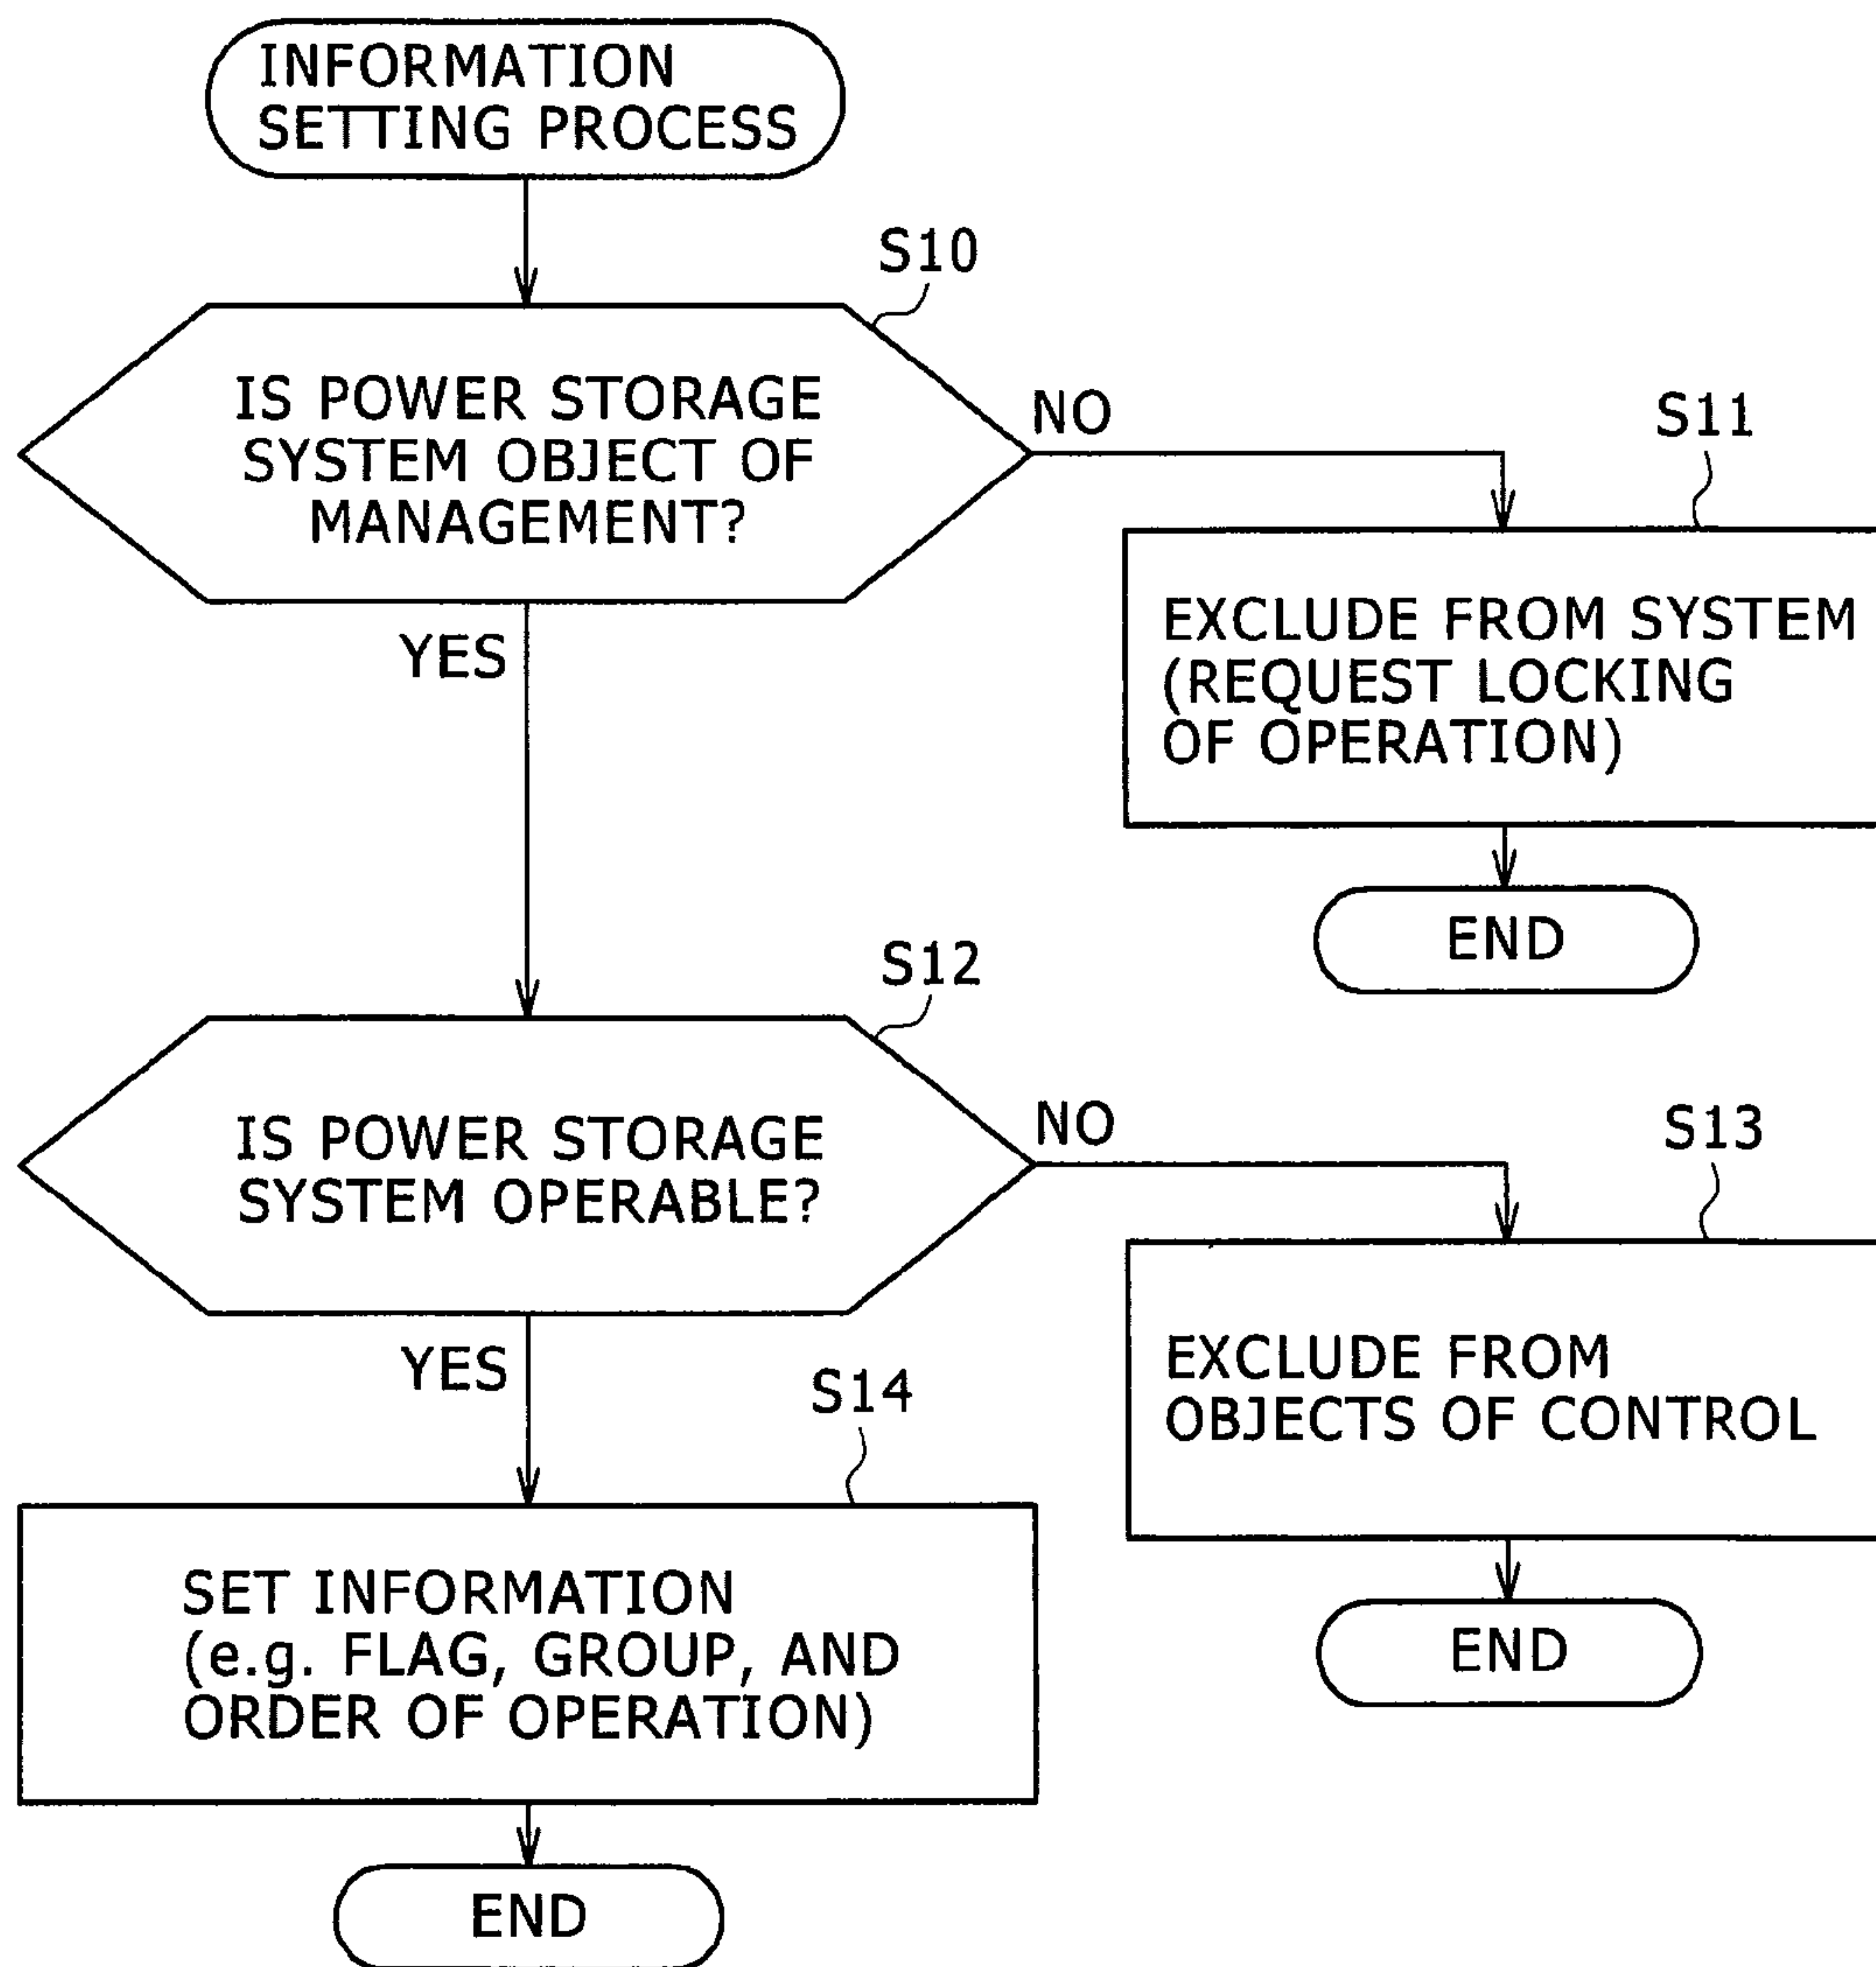 INFORMATION
SETTING PROCESS
S10
IS POWER STORAGE
SYSTEM OBJECT OF
MANAGEMENT?
NO
YES
S11
EXCLUDE FROM SYSTEM
(REQUEST LOCKING
OF OPERATION)
END
S12
IS POWER STORAGE
SYSTEM OPERABLE?
NO
YES
S13
EXCLUDE FROM
OBJECTS OF CONTROL
END
S14
SET INFORMATION
(e.g. FLAG, GROUP, AND
ORDER OF OPERATION)
END